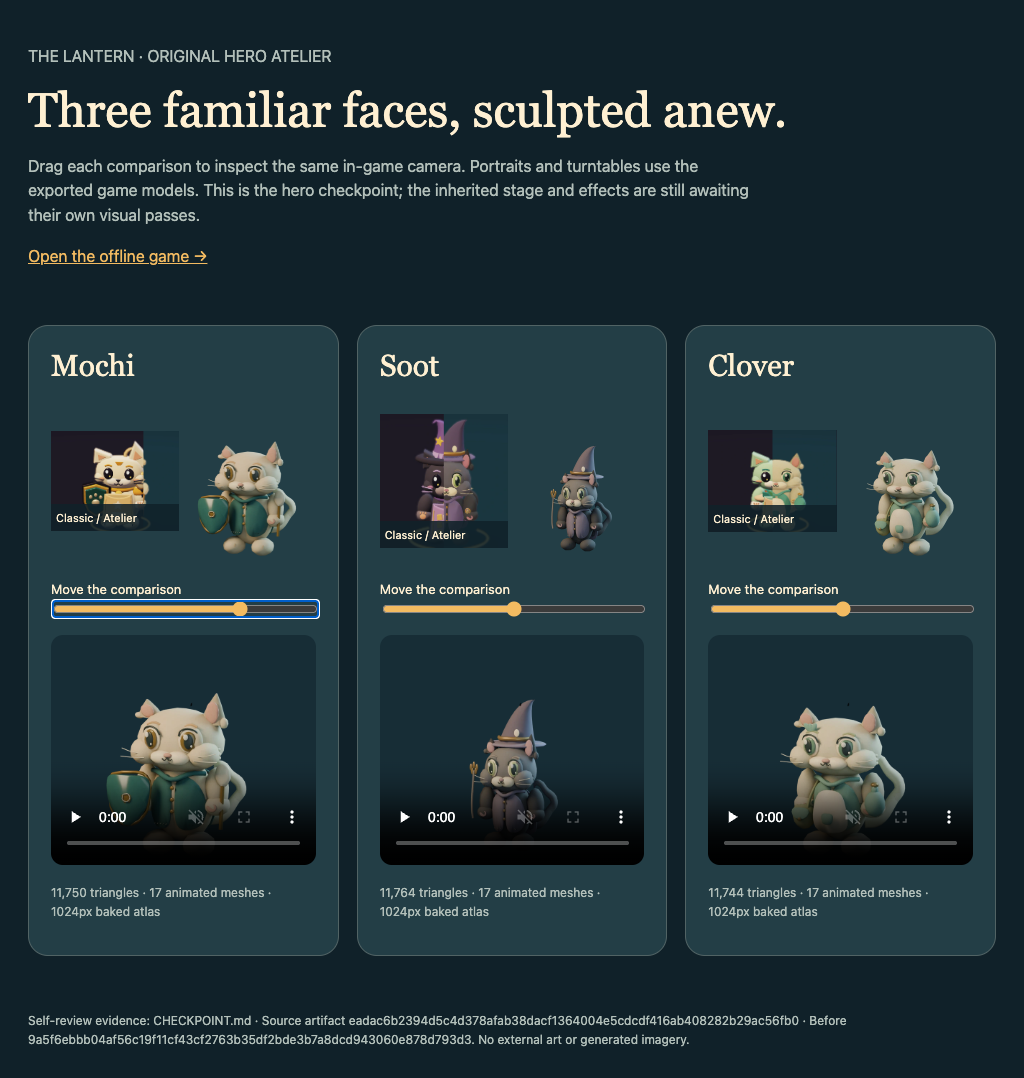 THE LANTERN · ORIGINAL HERO ATELIER
Three familiar faces, sculpted anew.
Drag each comparison to inspect the same in-game camera. Portraits and turntables use the
exported game models. This is the hero checkpoint; the inherited stage and effects are still awaiting
their own visual passes.
Open the offline game →
Mochi
Classic / Atelier
Move the comparison
0:00
11,750 triangles · 17 animated meshes ·
1024px baked atlas
Soot
Classic / Atelier
Move the comparison
0:00
11,764 triangles · 17 animated meshes ·
1024px baked atlas
Clover
Classic / Atelier
Move the comparison
0:00
11,744 triangles · 17 animated meshes ·
1024px baked atlas
Self-review evidence: CHECKPOINT.md · Source artifact eadac6b2394d5c4d378afab38dacf1364004e5cdcdf416ab408282b29ac56fb0 · Before
9a5f6ebbb04af56c19f11cf43cf2763b35df2bde3b7a8dcd943060e878d793d3. No external art or generated imagery.